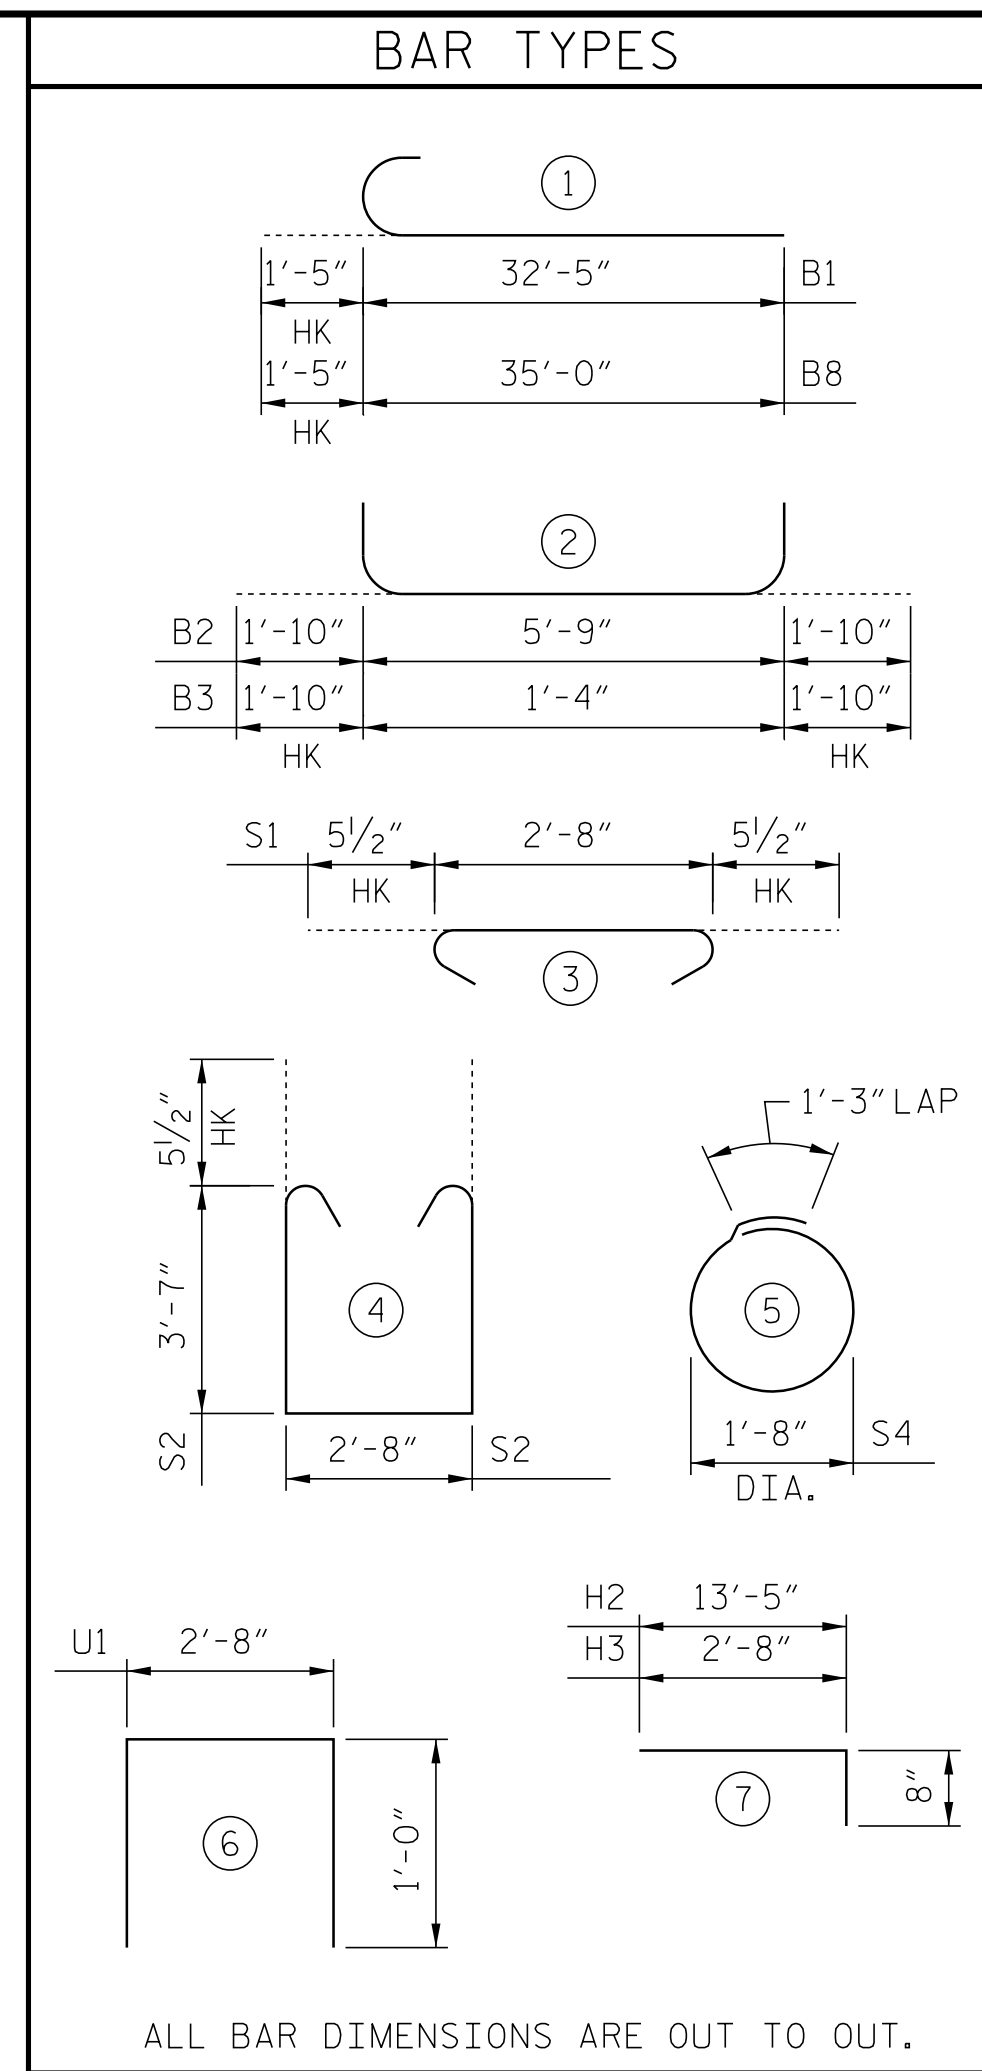 BAR TYPES
1
1'-5" 32'-5" B1
HK
1'-5" 35'-0" B8
HK
2
B2 1'-10" 5'-9" 1'-10"
B3 1'-10" 1'-4" 1'-10"
HK HK
S1 5½" 2'-8" 5½"
HK HK
3
5½"
HK
3'-7"
S2
4
2'-8" S2
1'-3" LAP
5
1'-8" S4
DIA.
U1 2'-8"
6
1'-0"
H2 13'-5"
H3 2'-8"
7
8"
ALL BAR DIMENSIONS ARE OUT TO OUT.